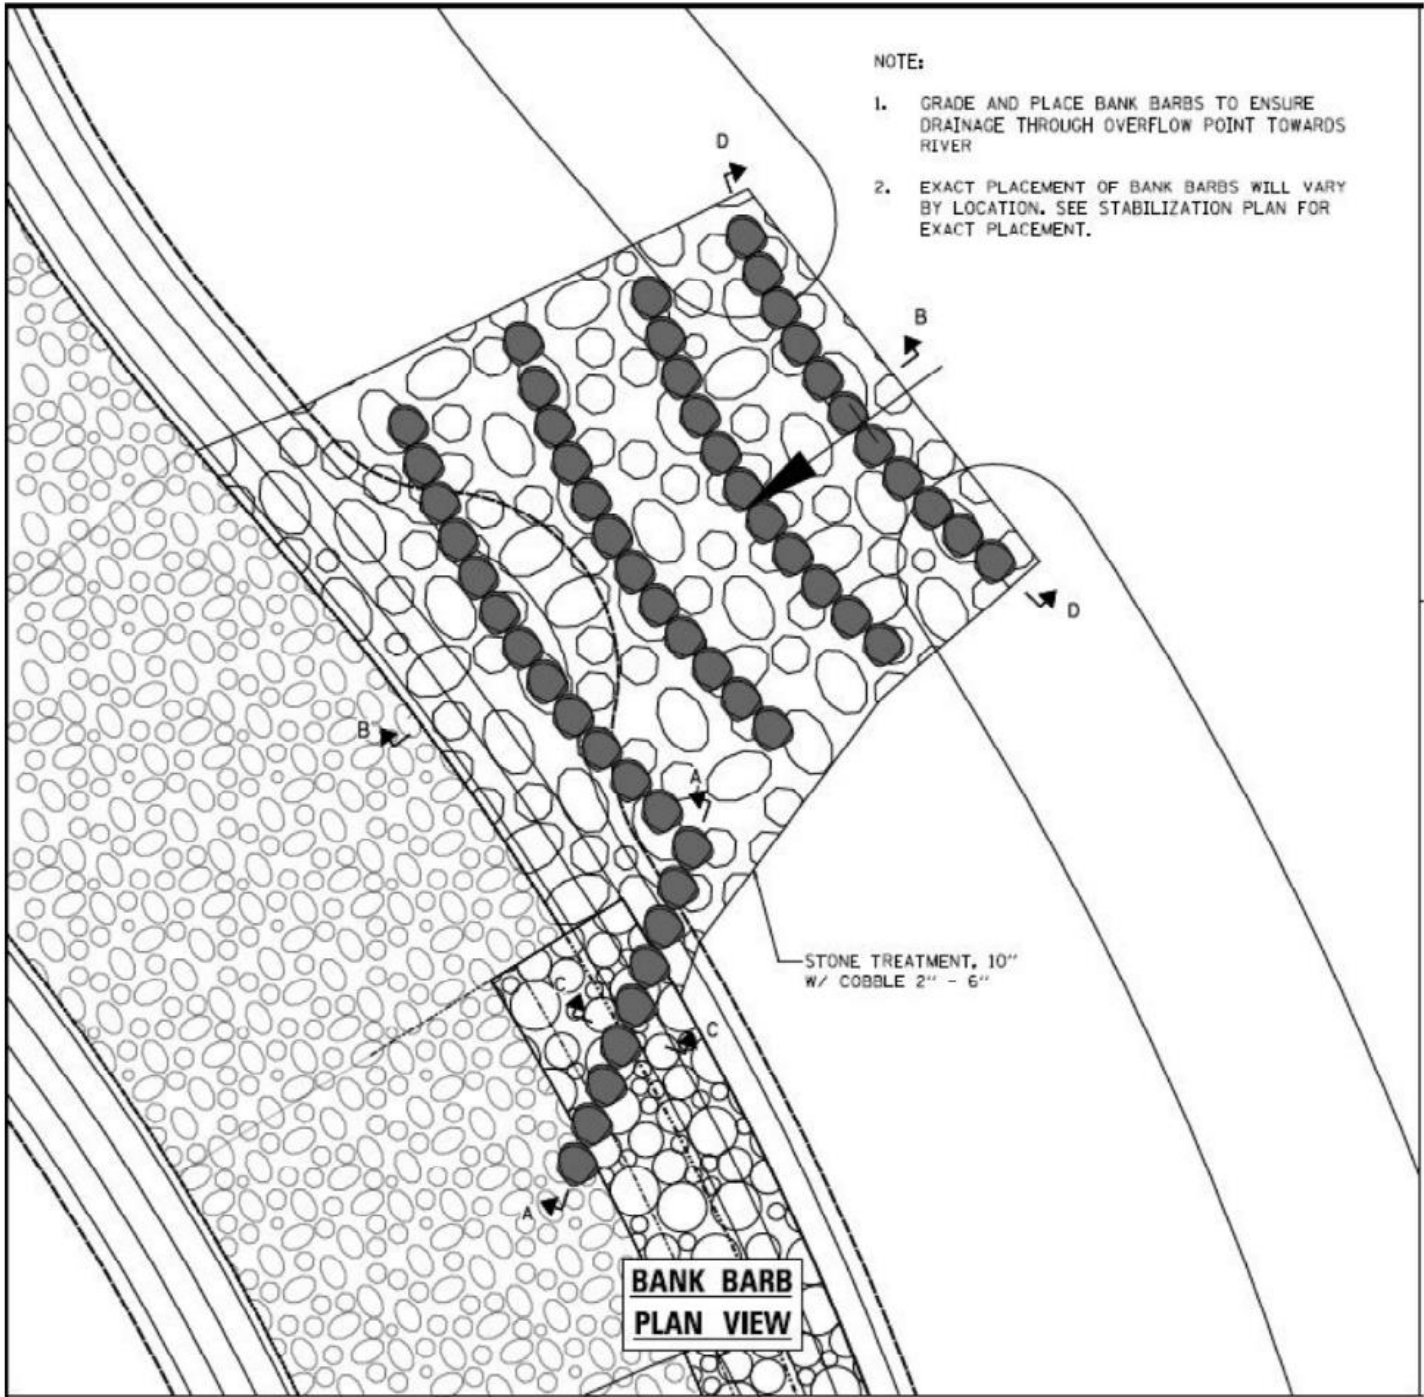 NOTE:
1. GRADE AND PLACE BANK BARBS TO ENSURE
DRAINAGE THROUGH OVERFLOW POINT TOWARDS
RIVER
2. EXACT PLACEMENT OF BANK BARBS WILL VARY
BY LOCATION. SEE STABILIZATION PLAN FOR
EXACT PLACEMENT.
D
B
D
B
A
STONE TREATMENT, 10"
W/ COBBLE 2" - 6"
C
C
A
BANK BARB
PLAN VIEW